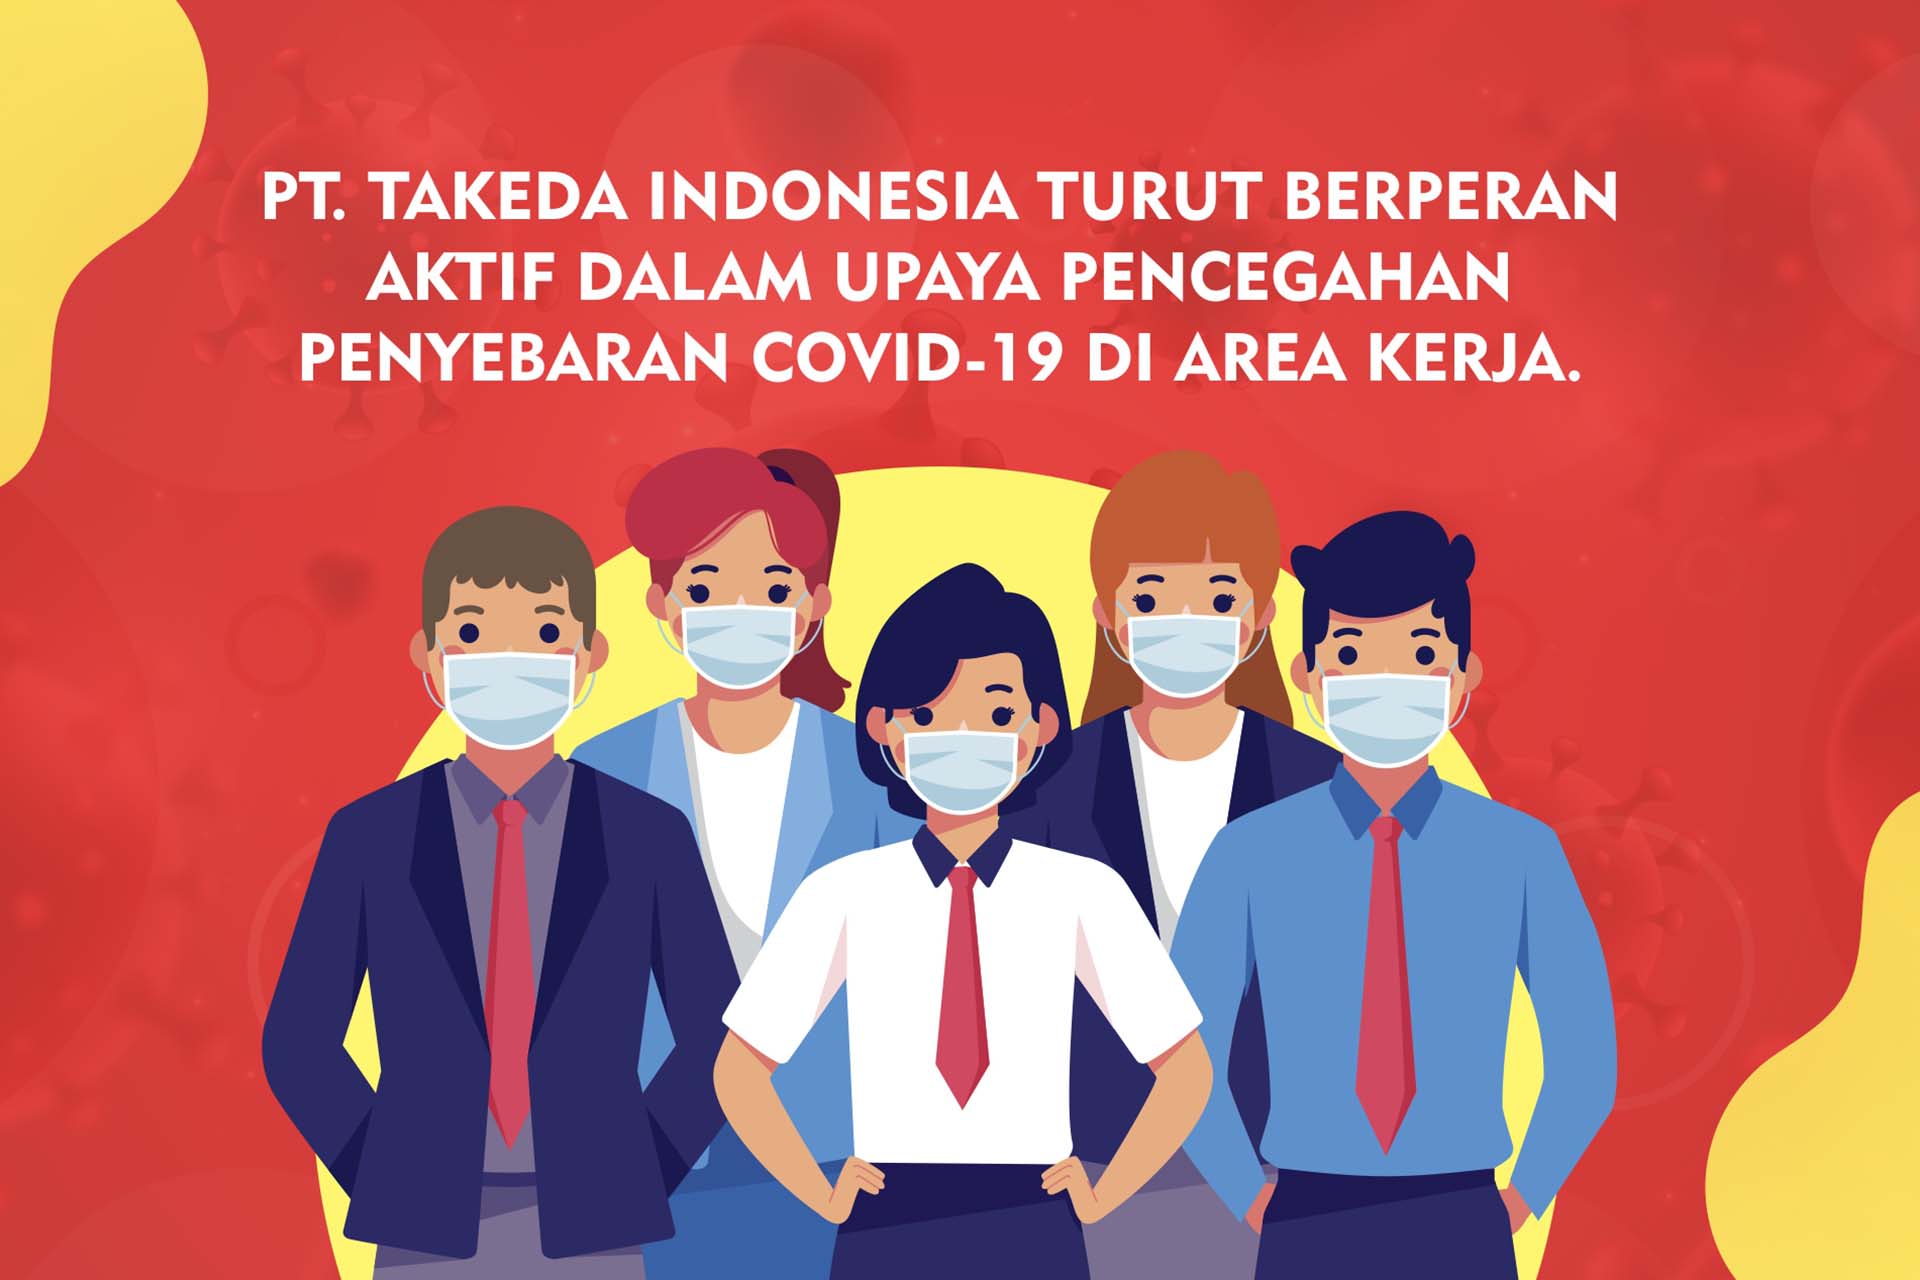 PT. TAKEDA INDONESIA TURUT BERPERAN
AKTIF DALAM UPAYA PENCEGAHAN
PENYEBARAN COVID-19 DI AREA KERJA.